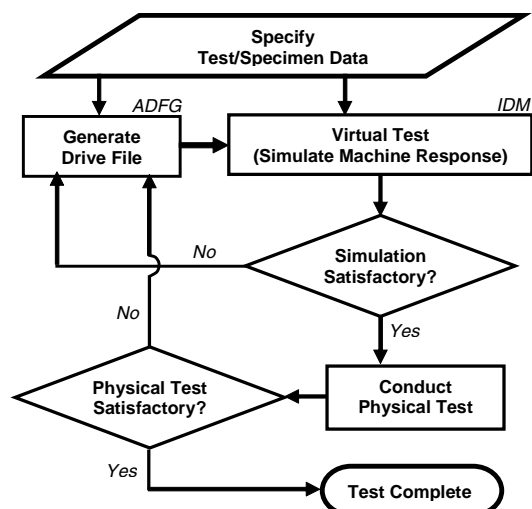 Specify
Test/Specimen Data
ADFG
IDM
Generate
Drive File
Virtual Test
(Simulate Machine Response)
No
Simulation
Satisfactory?
No
Yes
Physical Test
Satisfactory?
Conduct
Physical Test
Yes
Test Complete